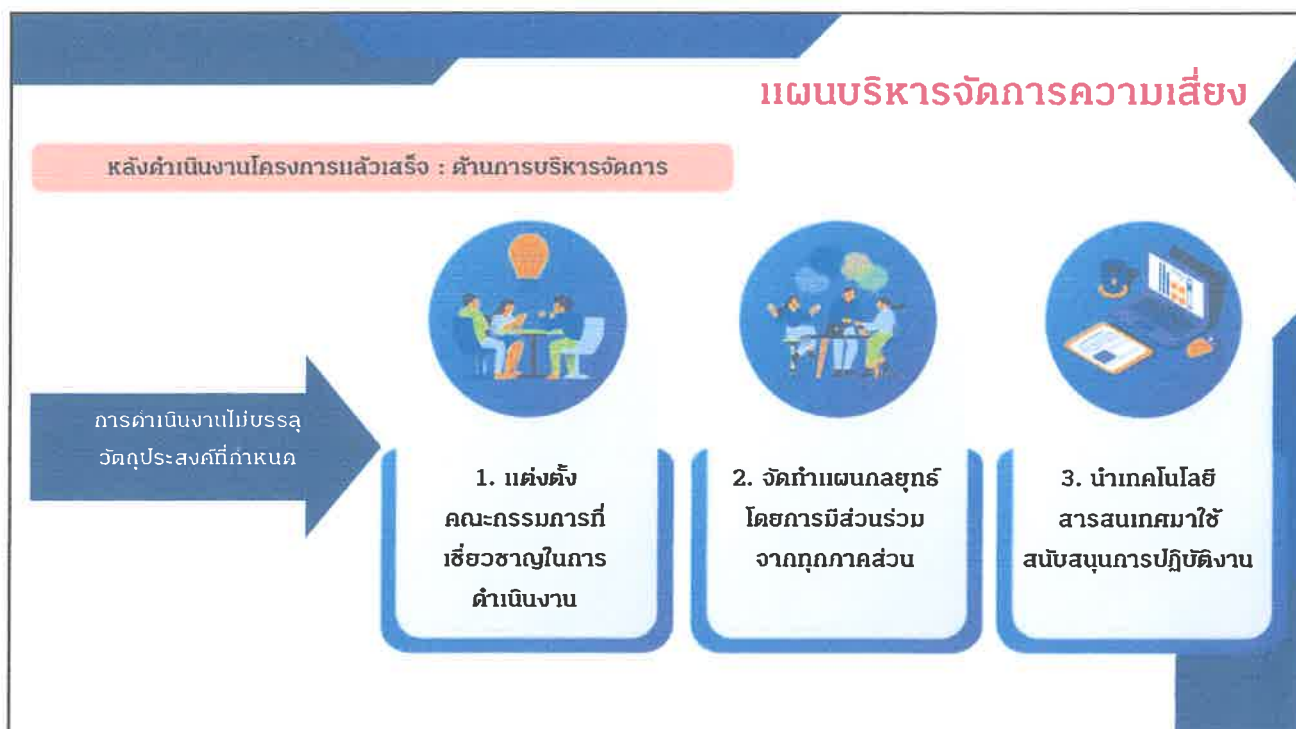 แผนบริหารจัดการความเสี่ยง
หลังดำเนินงานโครงการแล้วเสร็จ : ด้านการบริหารจัดการ
การดำเนินงานไม่บรรลุ
วัตถุประสงค์ที่กำหนด
1. แต่งตั้ง
คณะกรรมการที่
เชี่ยวชาญในการ
ดำเนินงาน
2. จัดทำแผนกลยุทธ์
โดยการมีส่วนร่วม
จากทุกภาคส่วน
3. นำเทคโนโลยี
สารสนเทศมาใช้
สนับสนุนการปฏิบัติงาน